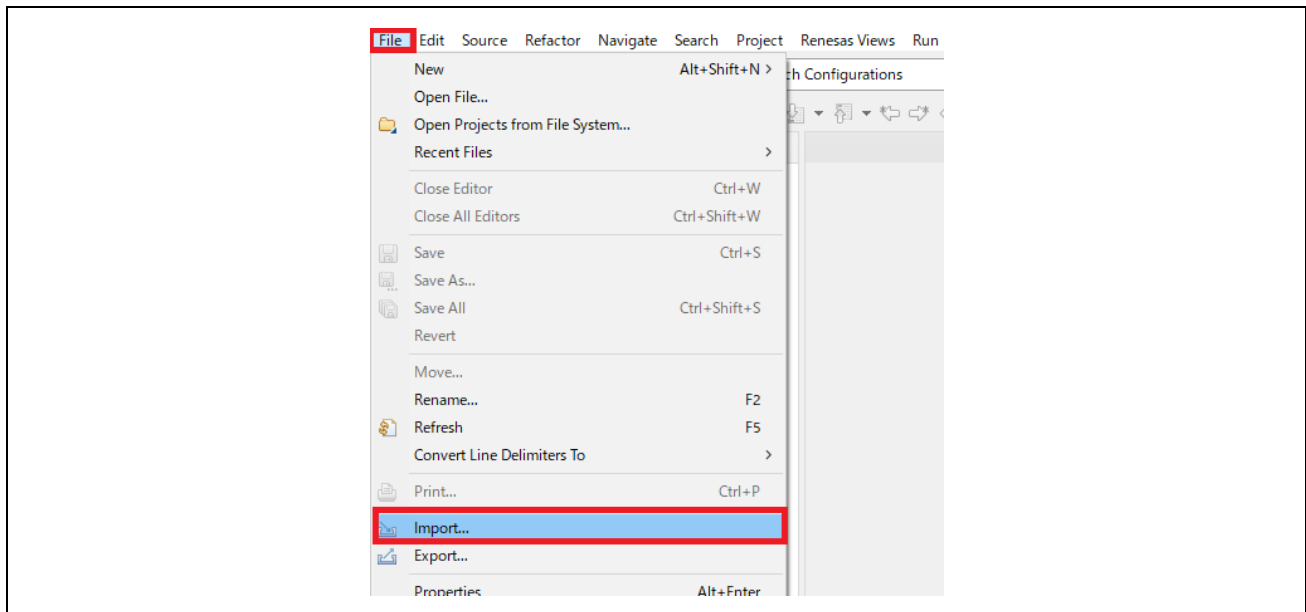 File Edit Source Refactor Navigate Search Project Renesas Views Run
New Alt+Shift+N >
ch Configurations
Open File...
Open Projects from File System...
Recent Files >
Close Editor Ctrl+W
Close All Editors Ctrl+Shift+W
Save Ctrl+S
Save As...
Save All Ctrl+Shift+S
Revert
Move...
Rename... F2
Refresh F5
Convert Line Delimiters To >
Print... Ctrl+P
Import...
Export...
Properties Alt+Enter